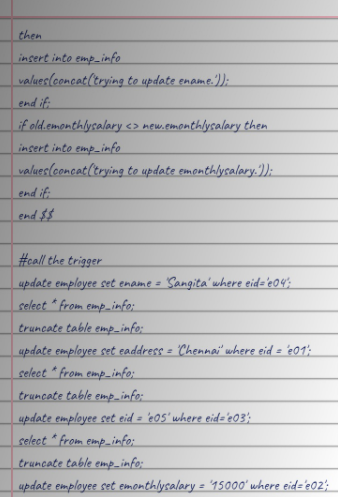 then
insert into emp_info
values(concat('trying to update ename.'));
end if;
if old.emonthlysalary <> new.emonthlysalary then
insert into emp_info
values(concat('trying to update emonthlysalary.'));
end if;
end $$
#call the trigger
update employee set ename = 'Sangita' where eid='e04';
select * from emp_info;
truncate table emp_info;
update employee set eaddress = 'Chennai' where eid = 'e01';
select * from emp_info;
truncate table emp_info;
update employee set eid = 'e05' where eid='e03';
select * from emp_info;
truncate table emp_info;
update employee set emonthlysalary = '15000' where eid='e02';